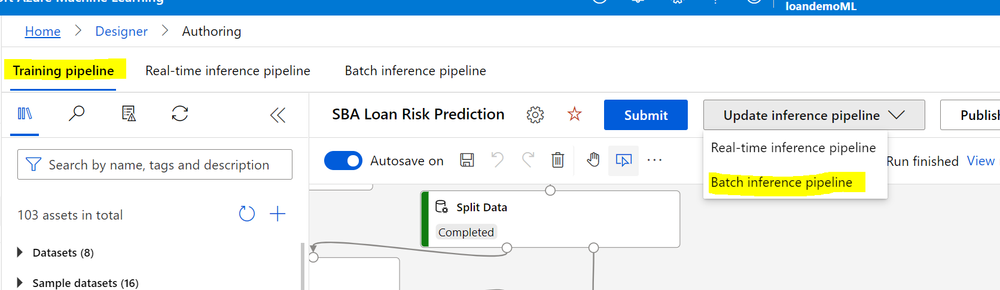 Azure Machine Learning
loandemoML
Home > Designer > Authoring
Training pipeline Real-time inference pipeline Batch inference pipeline
SBA Loan Risk Prediction Submit Update inference pipeline Publish
Real-time inference pipeline
Search by name, tags and description Autosave on ... Run finished View
Batch inference pipeline
103 assets in total
Split Data
Completed
Datasets (8)
Sample datasets (16)